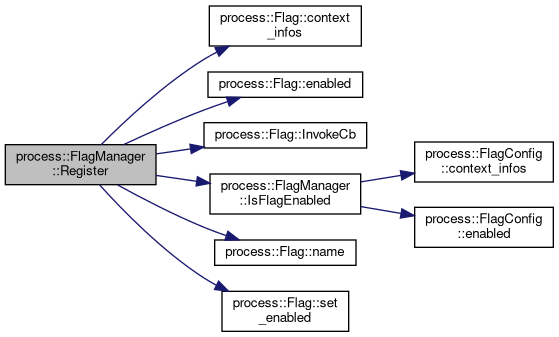 process::FlagManager
::Register
process::Flag::context
_infos
process::Flag::enabled
process::Flag::InvokeCb
process::FlagManager
::IsFlagEnabled
process::Flag::name
process::Flag::set
_enabled
process::FlagConfig
::context_infos
process::FlagConfig
::enabled